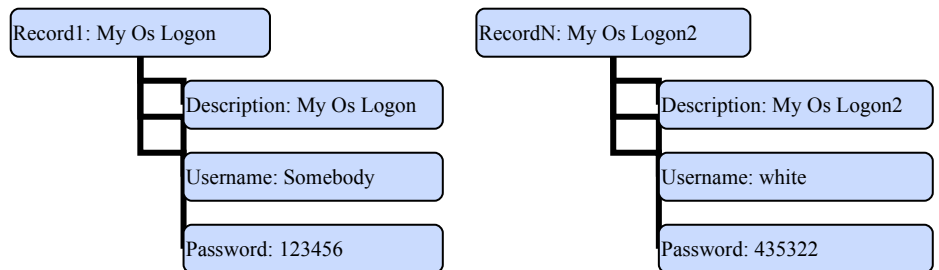 Record1: My Os Logon
Description: My Os Logon
Username: Somebody
Password: 123456
RecordN: My Os Logon2
Description: My Os Logon2
Username: white
Password: 435322